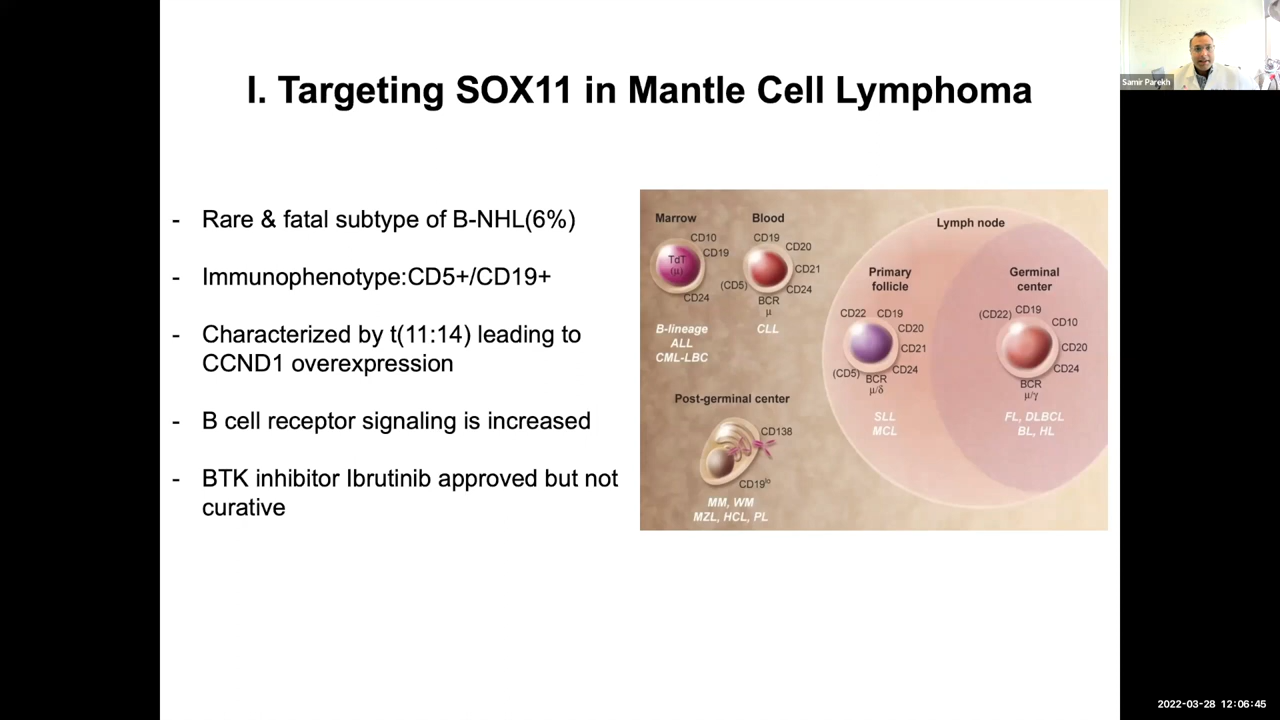 I. Targeting SOX11 in Mantle Cell Lymphoma
Samir Parekh
- Rare & fatal subtype of B-NHL(6%)
- Immunophenotype:CD5+/CD19+
- Characterized by t(11:14) leading to
CCND1 overexpression
- B cell receptor signaling is increased
- BTK inhibitor Ibrutinib approved but not
curative
Marrow
CD10
CD19
TdT
(μ)
CD24
B-lineage
ALL
CML-LBC
Blood
CD19
CD20
CD21
(CD5)
CD24
BCR
μ
CLL
Lymph node
Primary
follicle
CD22
CD19
CD20
CD21
CD24
(CD5)
BCR
μ/δ
SLL
MCL
Germinal
center
(CD22)
CD19
CD10
CD20
CD24
BCR
μ/γ
FL, DLBCL
BL, HL
Post-germinal center
CD138
CD19lo
MM, WM
MZL, HCL, PL
2022-03-28 12:06:45